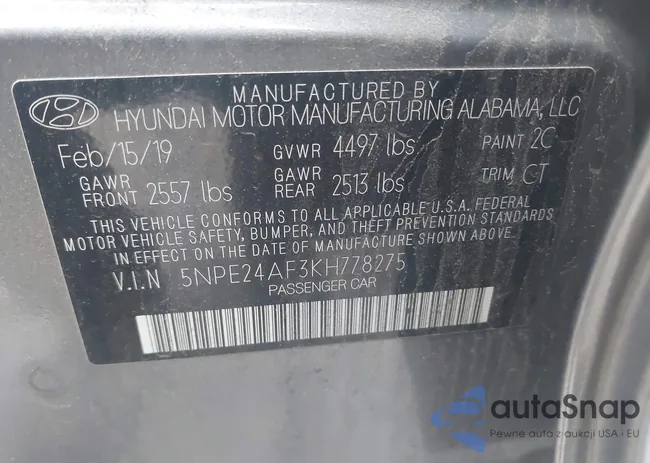 MANUFACTURED BY
HYUNDAI MOTOR MANUFACTURING ALABAMA, LLC
Feb/15/19 GVWR 4497 lbs PAINT 2C
GAWR FRONT 2557 lbs GAWR REAR 2513 lbs TRIM CT
THIS VEHICLE CONFORMS TO ALL APPLICABLE U.S.A. FEDERAL
MOTOR VEHICLE SAFETY, BUMPER, AND THEFT PREVENTION STANDARDS
IN EFFECT ON THE DATE OF MANUFACTURE SHOWN ABOVE.
V.I.N 5NPE24AF3KH778275
PASSENGER CAR
autaSnap
Pewne auta z aukcji USA i EU